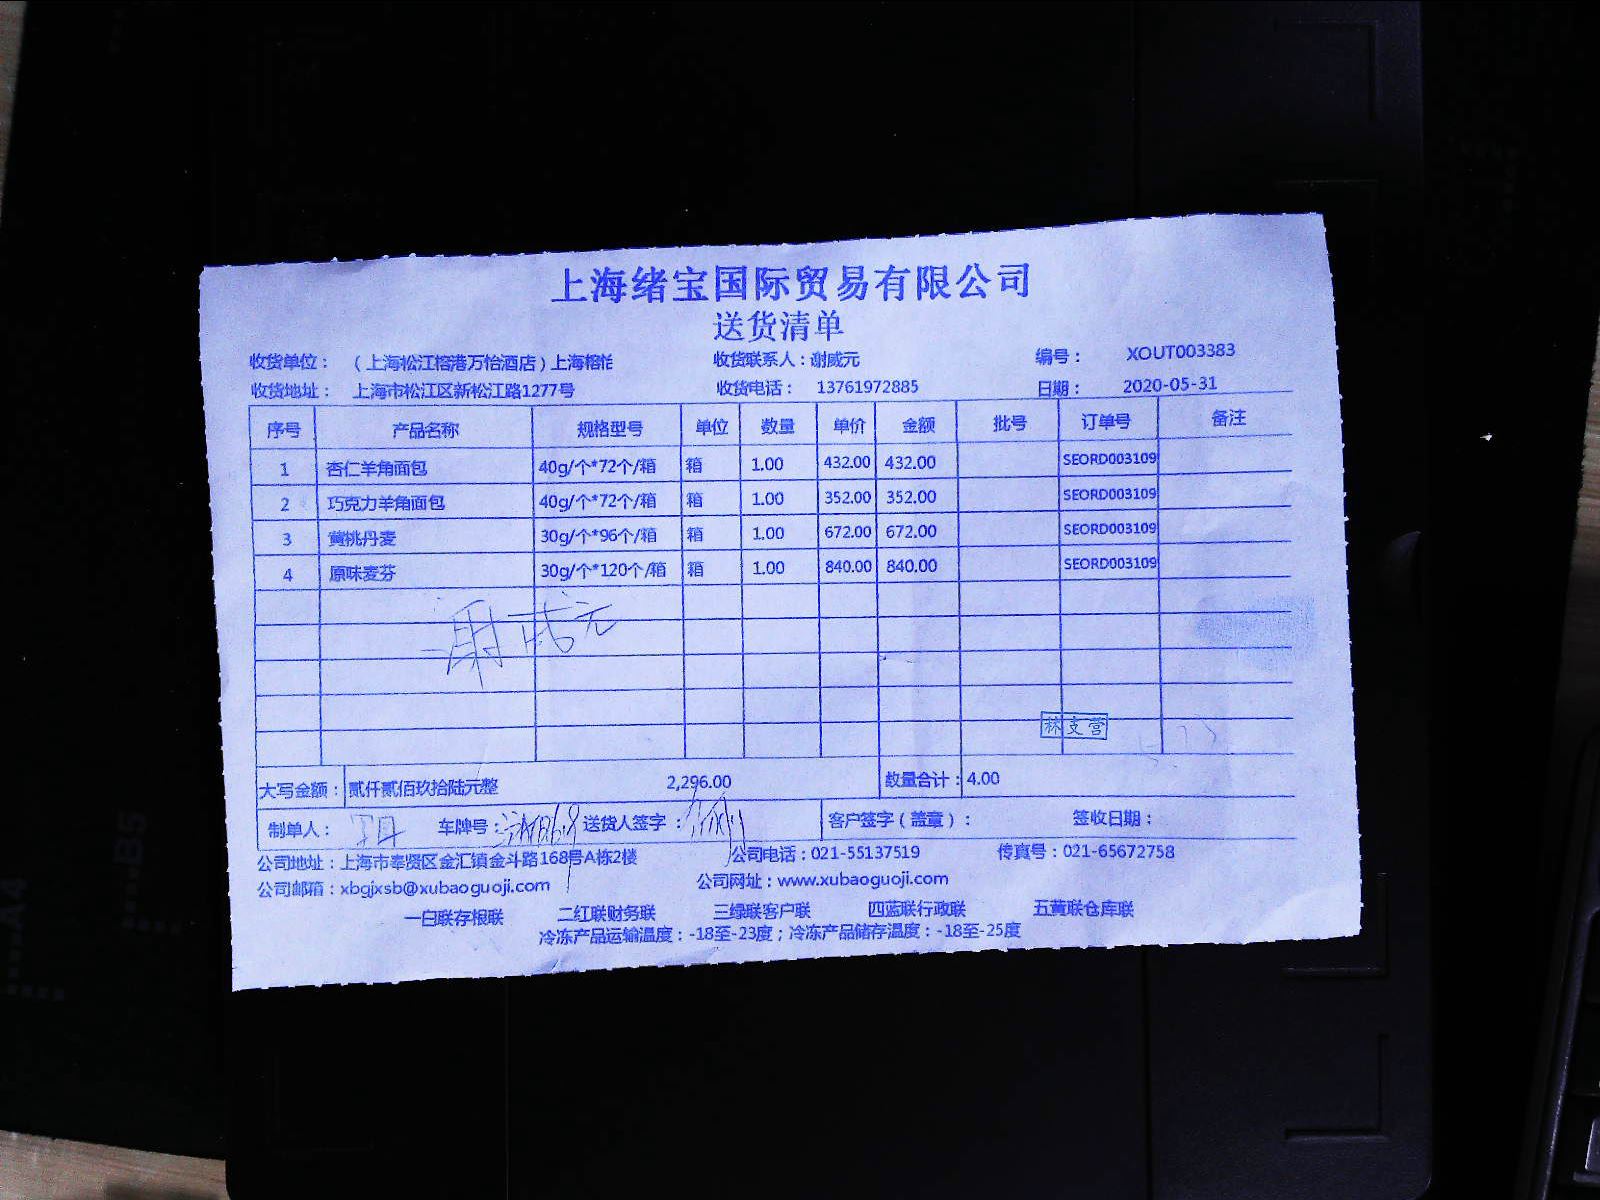 上海绪宝国际贸易有限公司
送货清单
收货单位： （上海松江榕港万怡酒店）上海榕怡 收货联系人：谢威元 编号： XOUT003383
收货地址： 上海市松江区新松江路1277号 收货电话： 13761972885 日期： 2020-05-31
序号 产品名称 规格型号 单位 数量 单价 金额 批号 订单号 备注
1 杏仁羊角面包 40g/个*72个/箱 箱 1.00 432.00 432.00 SEORD003109
2 巧克力羊角面包 40g/个*72个/箱 箱 1.00 352.00 352.00 SEORD003109
3 黄桃丹麦 30g/个*96个/箱 箱 1.00 672.00 672.00 SEORD003109
4 原味麦芬 30g/个*120个/箱 箱 1.00 840.00 840.00 SEORD003109
谢威元
林支营
大写金额： 贰仟贰佰玖拾陆元整 2,296.00 数量合计： 4.00
制单人： 车牌号： 送货人签字： 客户签字（盖章）： 签收日期：
公司地址：上海市奉贤区金汇镇金斗路168号A栋2楼 公司电话：021-55137519 传真号：021-65672758
公司邮箱：xbgjxsb@xubaoguoji.com 公司网址：www.xubaoguoji.com
一白联存根联 二红联财务联 三绿联客户联 四蓝联行政联 五黄联仓库联
冷冻产品运输温度：-18至-23度；冷冻产品储存温度：-18至-25度
B5
A4